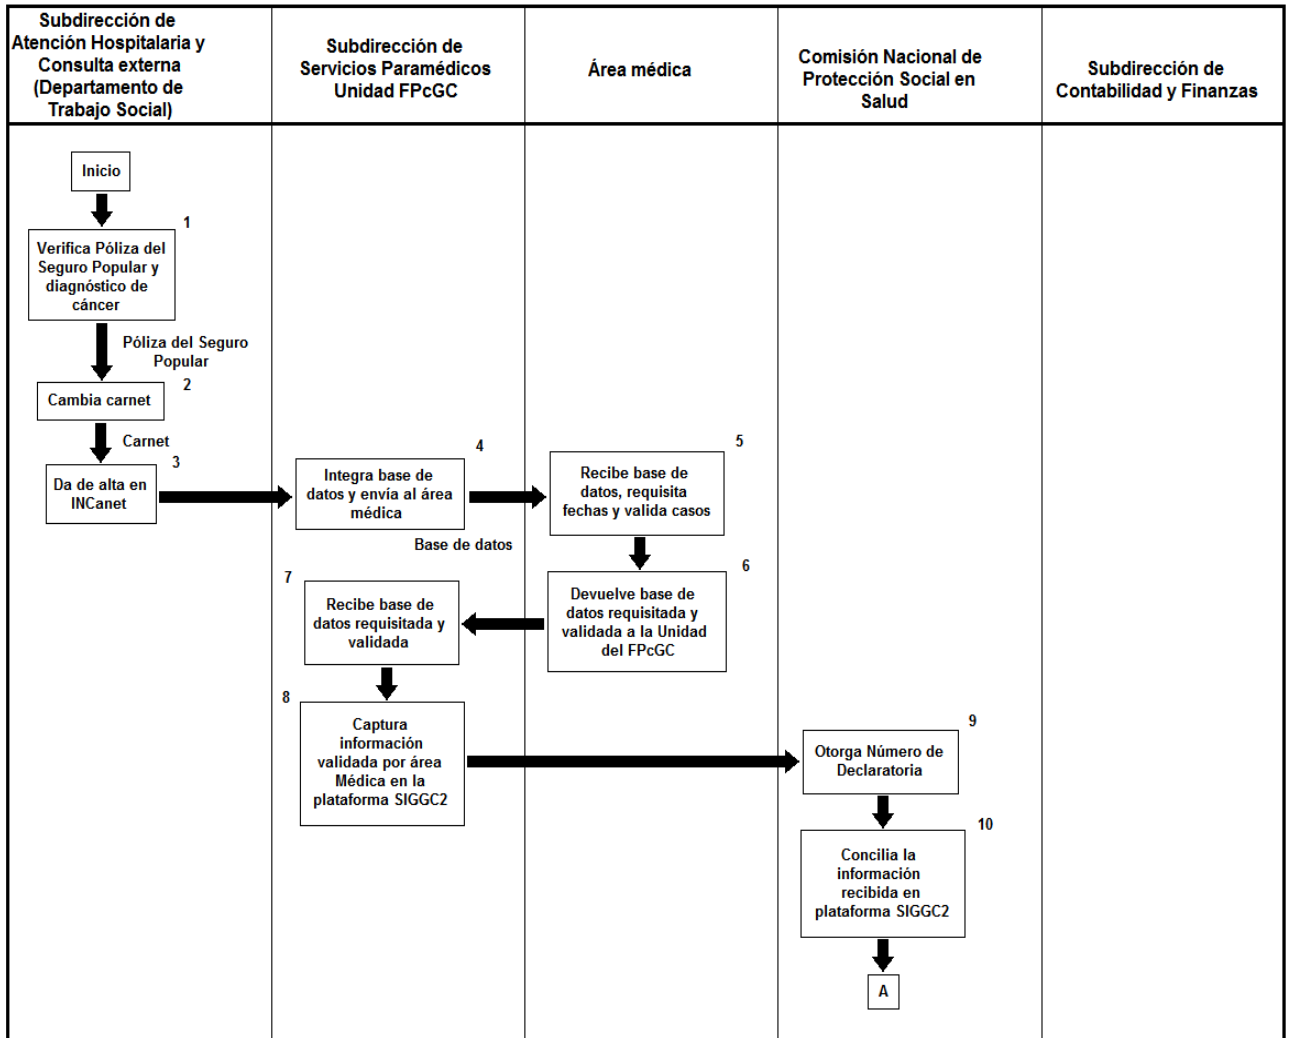 Subdirección de
Atención Hospitalaria y
Consulta externa
(Departamento de
Trabajo Social)
Subdirección de
Servicios Paramédicos
Unidad FPcGC
Área médica
Comisión Nacional de
Protección Social en
Salud
Subdirección de
Contabilidad y Finanzas
Inicio
1
Verifica Póliza del
Seguro Popular y
diagnóstico de
cáncer
Póliza del Seguro
Popular
2
Cambia carnet
Carnet
3
Da de alta en
INCanet
4
Integra base de
datos y envía al área
médica
Base de datos
5
Recibe base de
datos, requisita
fechas y valida casos
6
Devuelve base de
datos requisitada y
validada a la Unidad
del FPcGC
7
Recibe base de
datos requisitada y
validada
8
Captura
información
validada por área
Médica en la
plataforma SIGGC2
9
Otorga Número de
Declaratoria
10
Concilia la
información
recibida en
plataforma SIGGC2
A